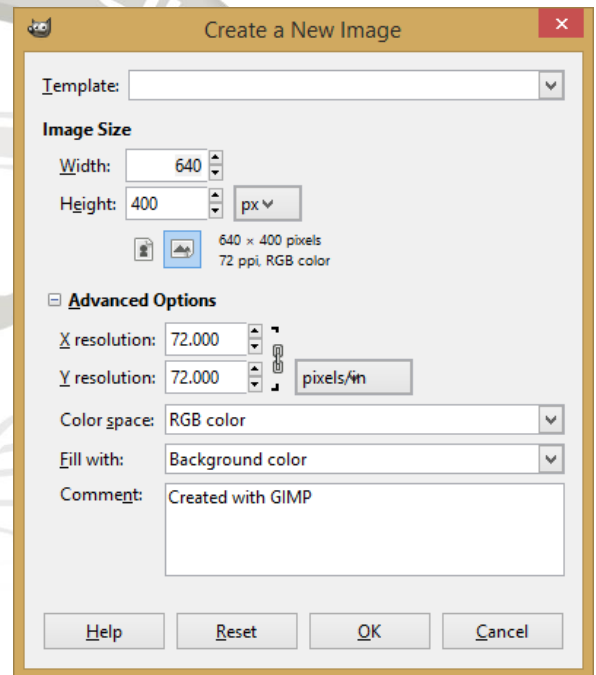 Create a New Image
Template:
Image Size
Width: 640
Height: 400 px
640 × 400 pixels
72 ppi, RGB color
Advanced Options
X resolution: 72.000
Y resolution: 72.000 pixels/in
Color space: RGB color
Fill with: Background color
Comment: Created with GIMP
Help Reset OK Cancel